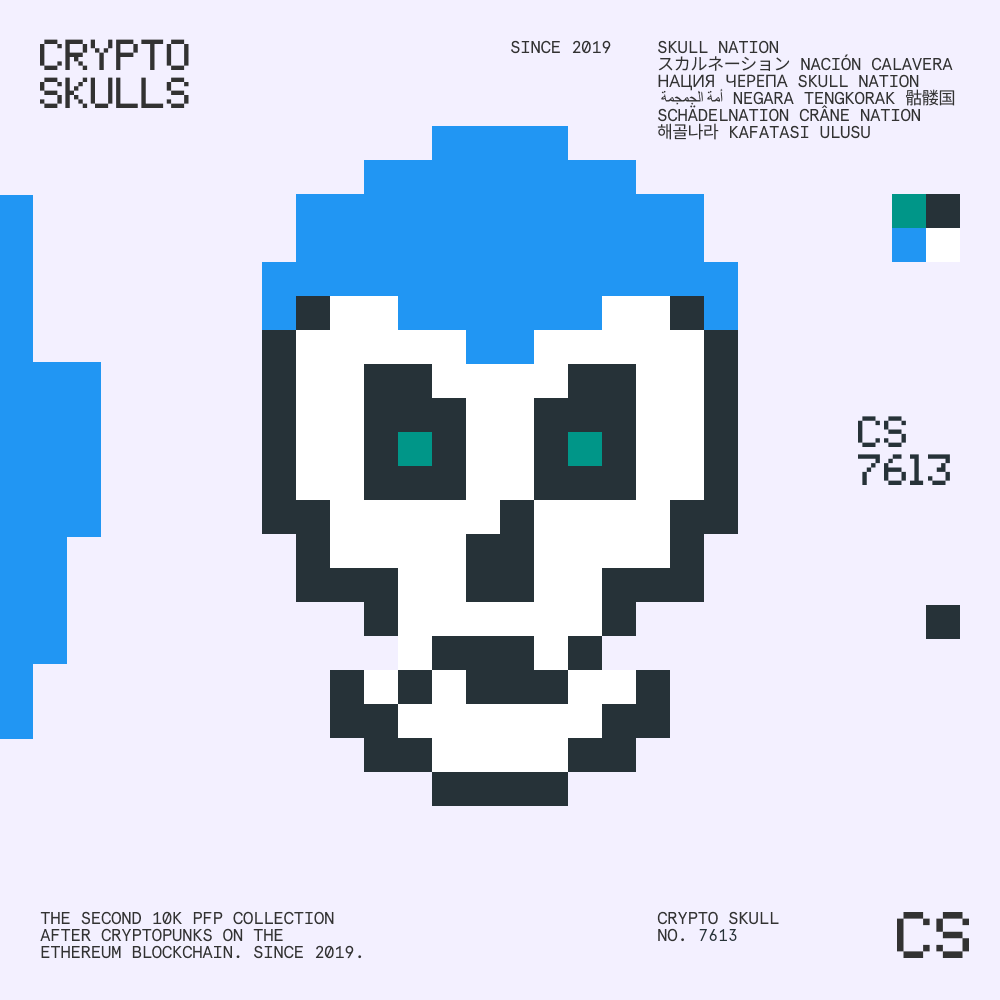 CRYPTO
SKULLS
SINCE 2019
SKULL NATION
スカルネーション NACIÓN CALAVERA
НАЦИЯ ЧЕРЕПА SKULL NATION
أمة الجمجمة NEGARA TENGKORAK 骷髅国
SCHÄDELNATION CRÂNE NATION
해골나라 KAFATASI ULUSU
CS
7613
THE SECOND 10K PFP COLLECTION
AFTER CRYPTOPUNKS ON THE
ETHEREUM BLOCKCHAIN. SINCE 2019.
CRYPTO SKULL
NO. 7613
CS